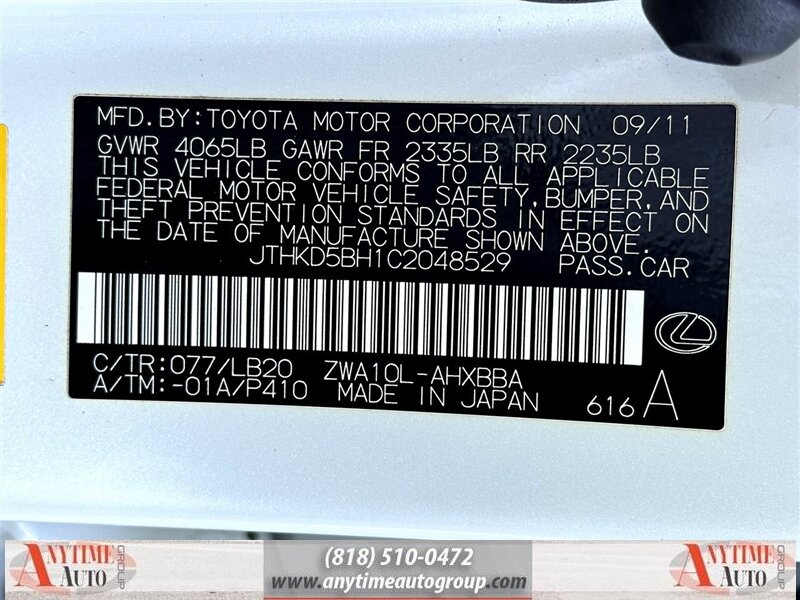 MFD.BY:TOYOTA MOTOR CORPORATION 09/11
GVWR 4065LB GAWR FR 2335LB RR 2235LB
THIS VEHICLE CONFORMS TO ALL APPLICABLE
FEDERAL MOTOR VEHICLE SAFETY,BUMPER,AND
THEFT PREVENTION STANDARDS IN EFFECT ON
THE DATE OF MANUFACTURE SHOWN ABOVE.
JTHKD5BH1C2048529 PASS.CAR
C/TR:077/LB20 ZWA10L-AHXBBA
A/TM:-01A/P410 MADE IN JAPAN 616 A
ANYTIME AUTO GROUP
(818) 510-0472
www.anytimeautogroup.com
ANYTIME AUTO GROUP